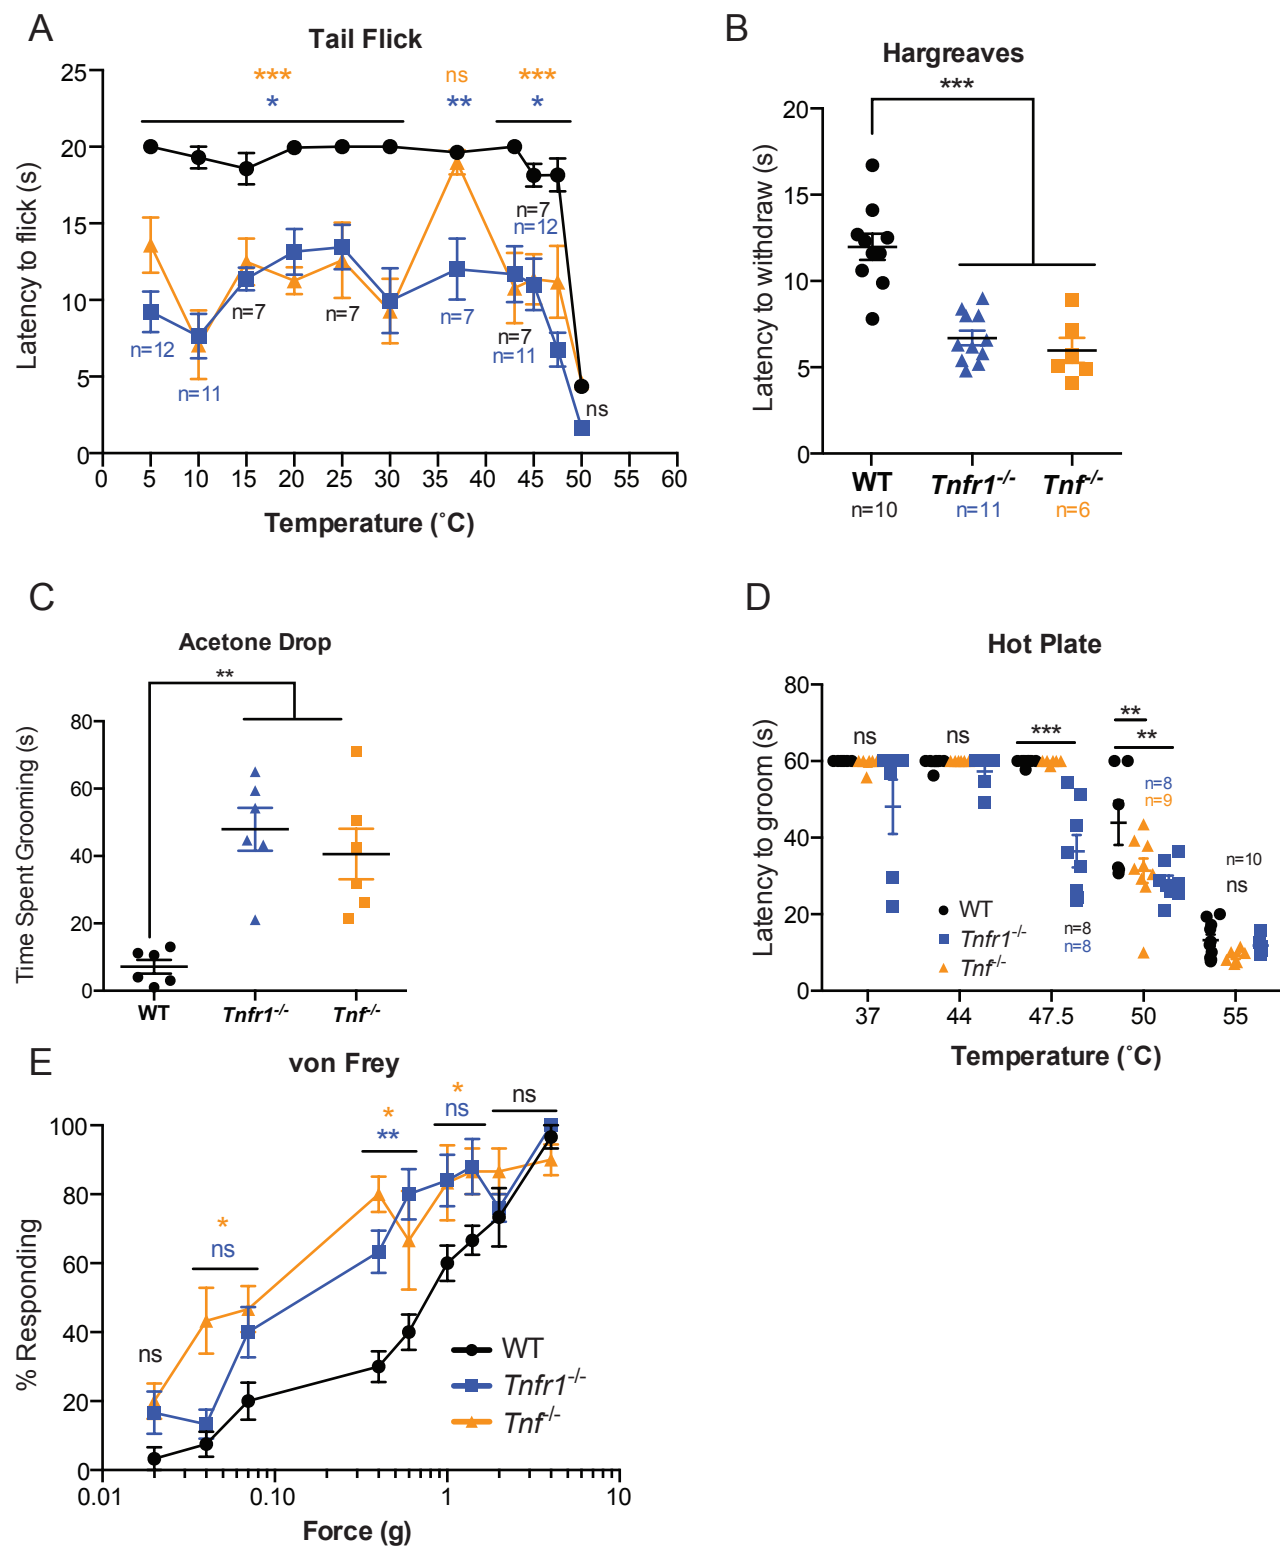 A
Tail Flick
***
*
ns
**
***
*
25
20
15
10
5
0
Latency to flick (s)
n=7
n=12
n=7
n=7
n=7
n=7
n=11
n=12
n=11
ns
0 5 10 15 20 25 30 35 40 45 50 55 60
Temperature (˚C)
B
Hargreaves
***
20
15
10
5
0
Latency to withdraw (s)
WT Tnfr1-/- Tnf-/-
n=10 n=11 n=6
C
Acetone Drop
**
80
60
40
20
0
Time Spent Grooming (s)
WT Tnfr1-/- Tnf-/-
D
Hot Plate
80
60
40
20
0
Latency to groom (s)
ns
ns
***
**
**
n=8
n=9
n=10
ns
n=8
n=8
WT
Tnfr1-/-
Tnf-/-
37 44 47.5 50 55
Temperature (˚C)
E
von Frey
100
80
60
40
20
0
% Responding
ns
*
ns
*
**
*
ns
ns
WT
Tnfr1-/-
Tnf-/-
0.01 0.10 1 10
Force (g)